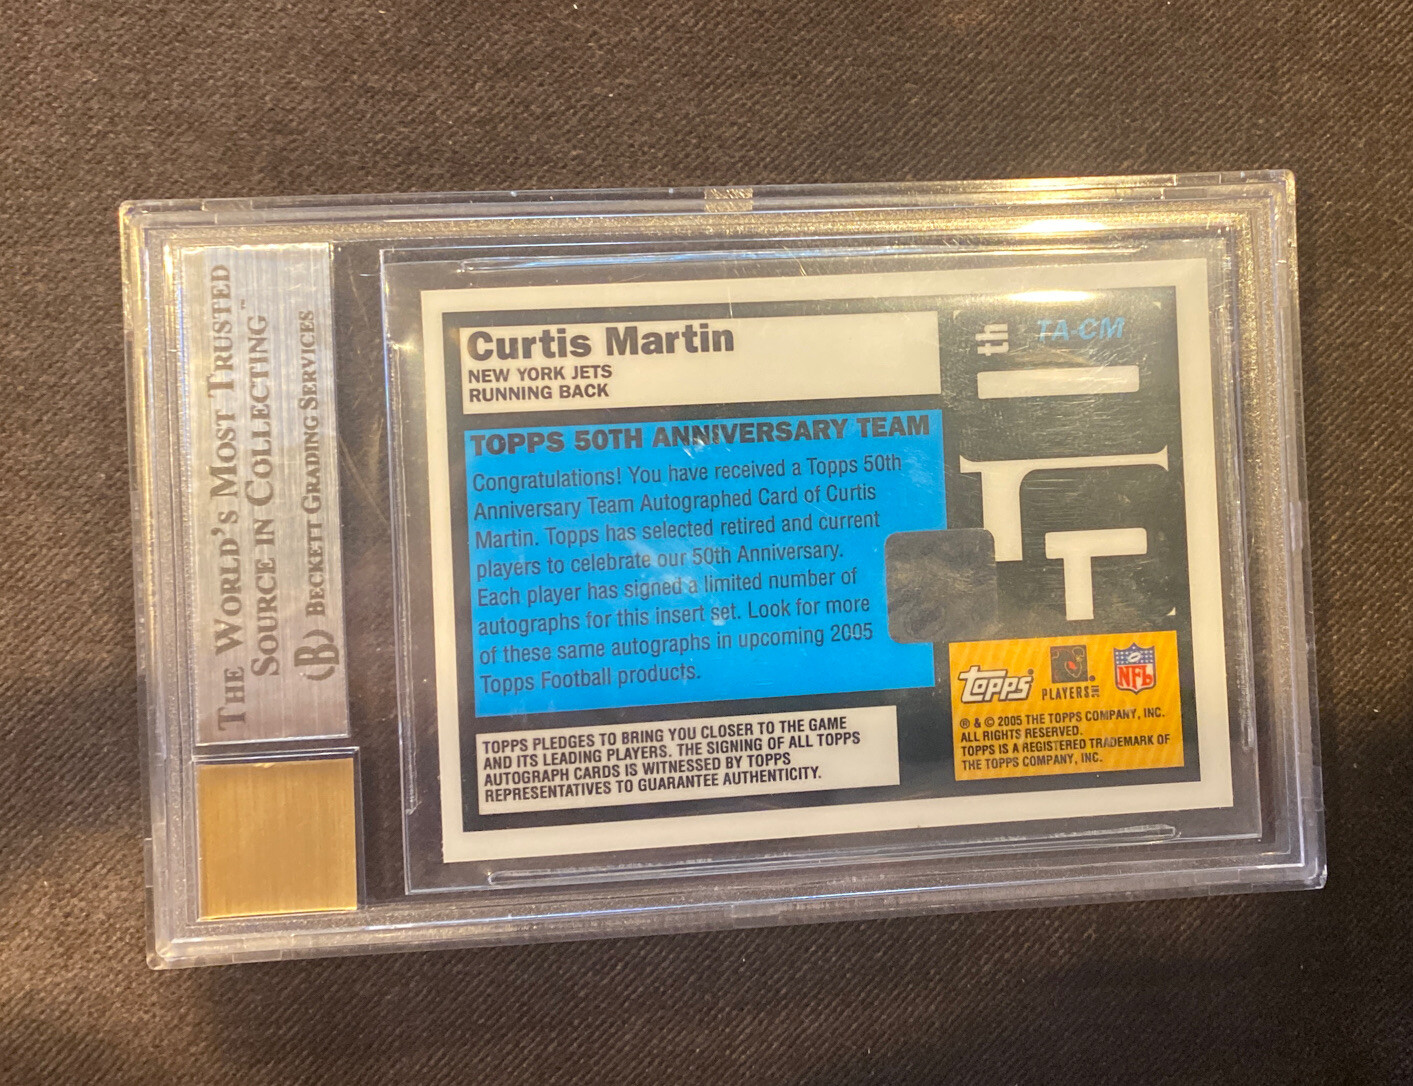 THE WORLD'S MOST TRUSTED
SOURCE IN COLLECTING™
(B) BECKETT GRADING SERVICES
Curtis Martin
NEW YORK JETS
RUNNING BACK
TOPPS 50TH ANNIVERSARY TEAM
Congratulations! You have received a Topps 50th
Anniversary Team Autographed Card of Curtis
Martin. Topps has selected retired and current
players to celebrate our 50th Anniversary.
Each player has signed a limited number of
autographs for this insert set. Look for more
of these same autographs in upcoming 2005
Topps Football products.
TOPPS PLEDGES TO BRING YOU CLOSER TO THE GAME
AND ITS LEADING PLAYERS. THE SIGNING OF ALL TOPPS
AUTOGRAPH CARDS IS WITNESSED BY TOPPS
REPRESENTATIVES TO GUARANTEE AUTHENTICITY.
th
TA-CM
Topps
PLAYERS INC
NFL
® & © 2005 THE TOPPS COMPANY, INC.
ALL RIGHTS RESERVED.
TOPPS IS A REGISTERED TRADEMARK OF
THE TOPPS COMPANY, INC.